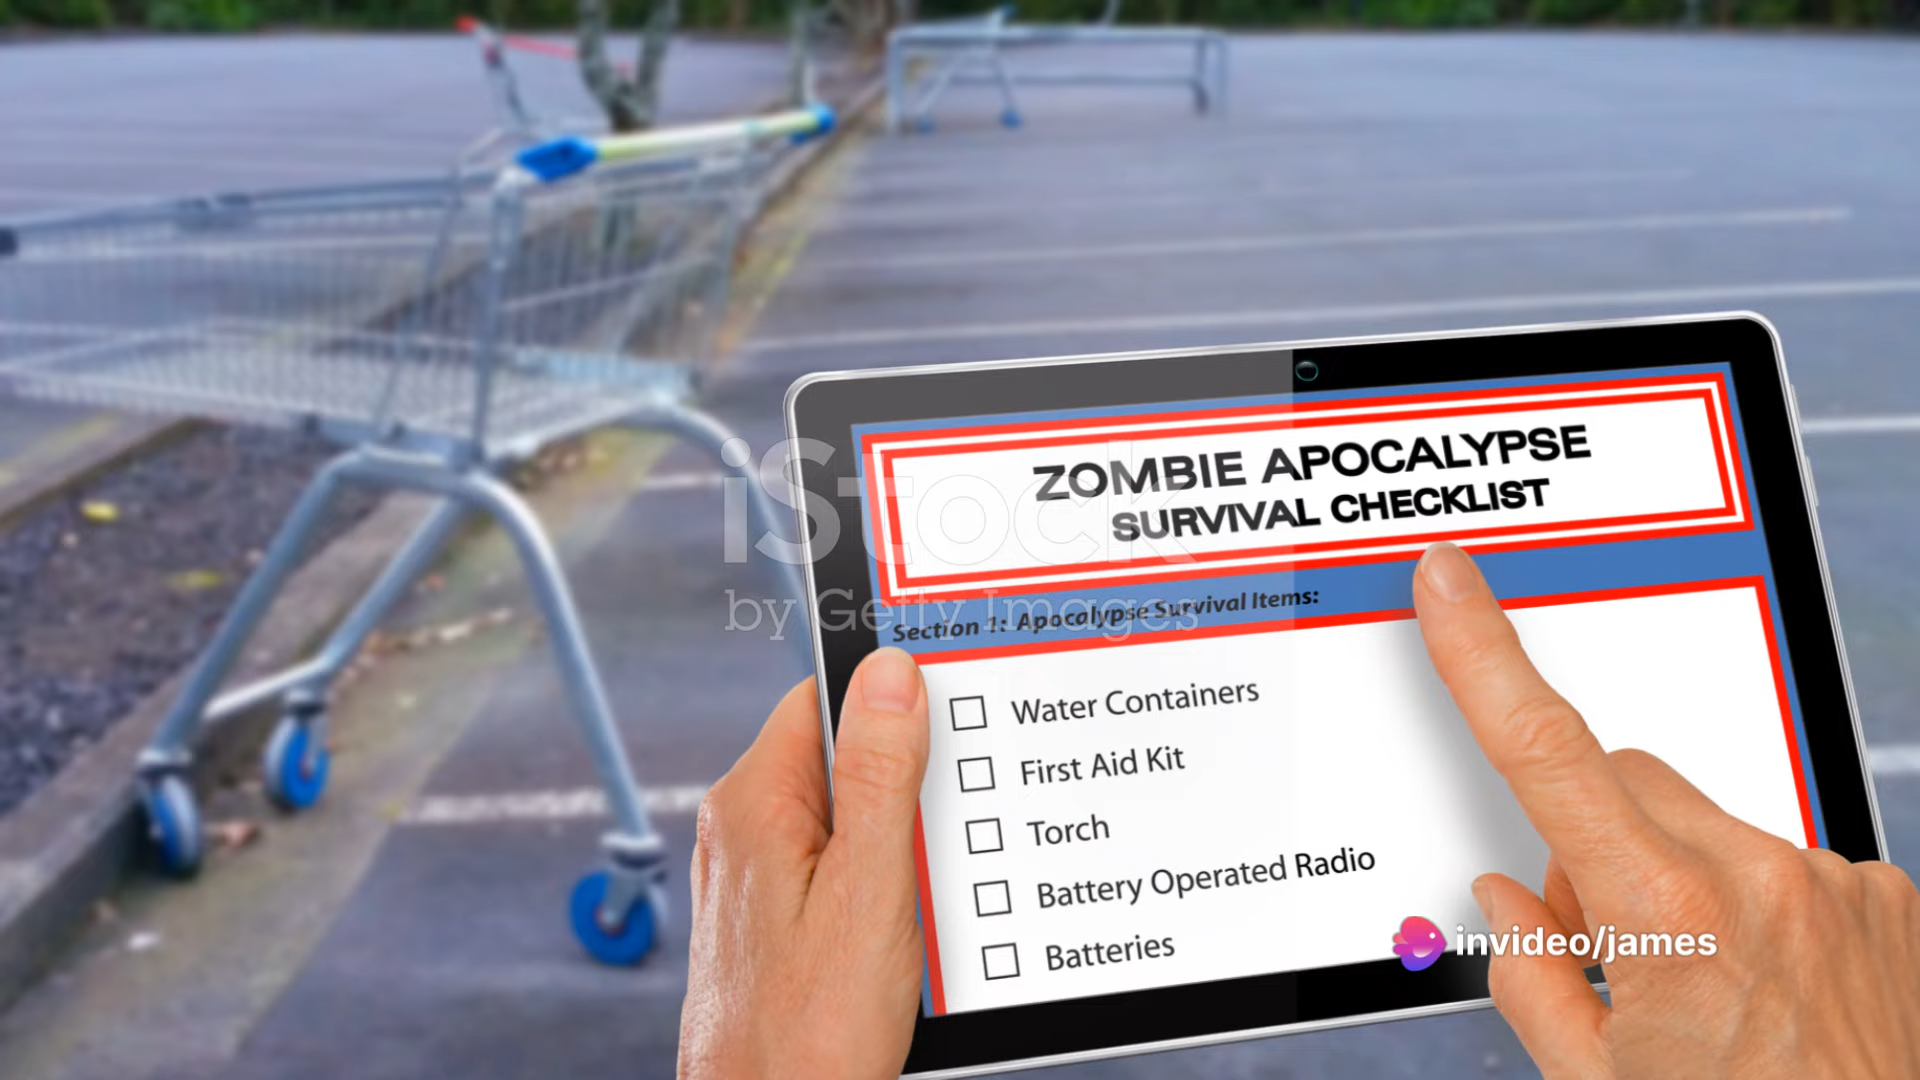 ZOMBIE APOCALYPSE
SURVIVAL CHECKLIST
Section 1: Apocalypse Survival Items:
Water Containers
First Aid Kit
Torch
Battery Operated Radio
Batteries
iStock
by Getty Images
invideo/james